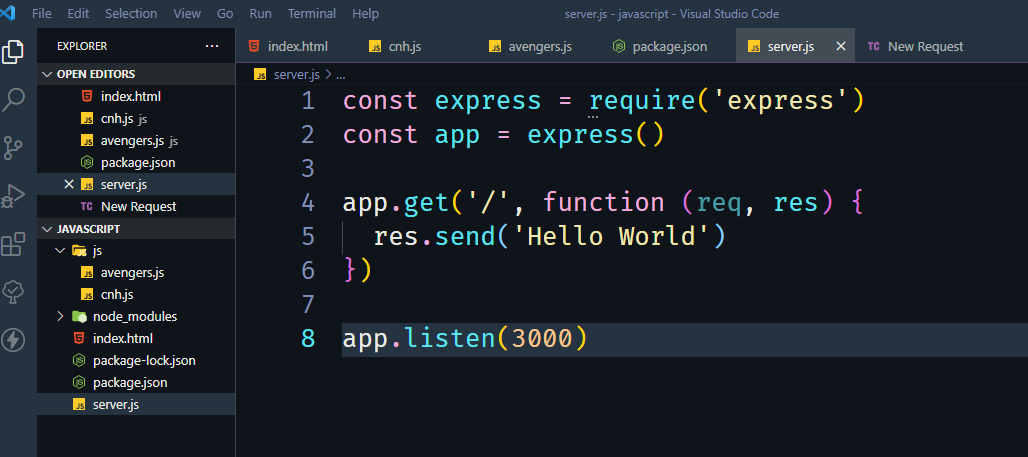 File Edit Selection View Go Run Terminal Help server.js - javascript - Visual Studio Code
EXPLORER ...
index.html cnh.js avengers.js package.json server.js × TC New Request
OPEN EDITORS
index.html
cnh.js js
avengers.js js
package.json
× server.js
TC New Request
JAVASCRIPT
js
avengers.js
cnh.js
node_modules
index.html
package-lock.json
package.json
server.js
JS server.js > ...
1 const express = require('express')
2 const app = express()
3
4 app.get('/', function (req, res) {
5 res.send('Hello World')
6 })
7
8 app.listen(3000)